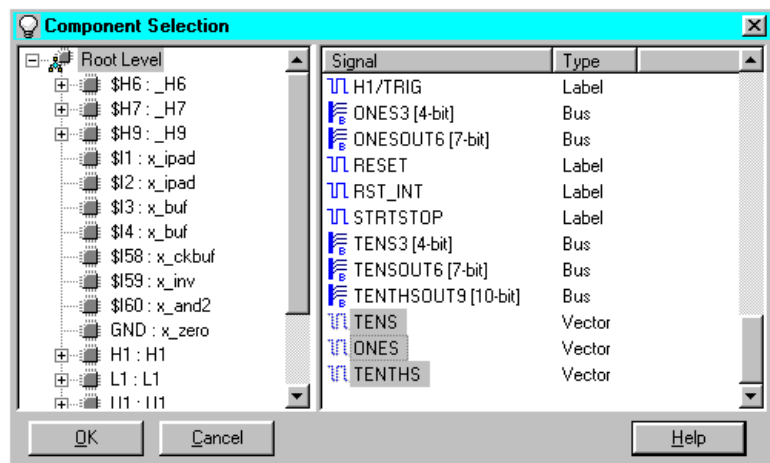 Component Selection
Root Level
$H6 : _H6
$H7 : _H7
$H9 : _H9
$I1 : x_ipad
$I2 : x_ipad
$I3 : x_buf
$I4 : x_buf
$I58 : x_ckbuf
$I59 : x_inv
$I60 : x_and2
GND : x_zero
H1 : H1
L1 : L1
Signal Type
H1/TRIG Label
ONES3 [4-bit] Bus
ONESOUT6 [7-bit] Bus
RESET Label
RST_INT Label
STRTSTOP Label
TENS3 [4-bit] Bus
TENSOUT6 [7-bit] Bus
TENTHSOUT9 [10-bit] Bus
TENS Vector
ONES Vector
TENTHS Vector
OK Cancel Help